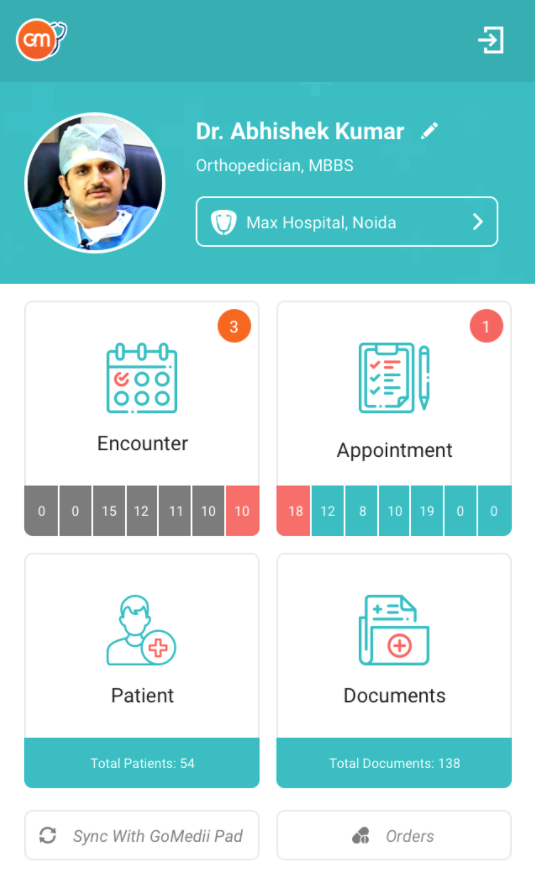 GM
Dr. Abhishek Kumar
Orthopedician, MBBS
Max Hospital, Noida
3
1
Encounter
Appointment
0 0 15 12 11 10 10
18 12 8 10 19 0 0
Patient
Documents
Total Patients: 54
Total Documents: 138
Sync With GoMedii Pad
Orders